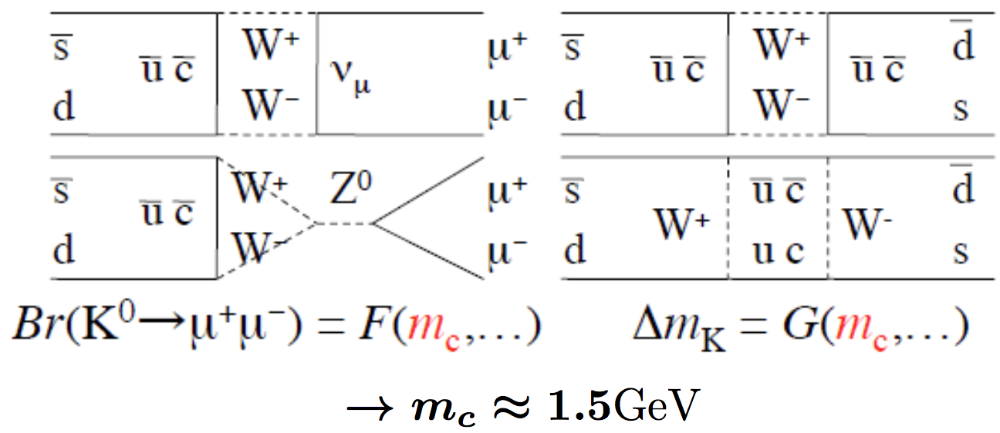 s̅ W⁺ μ⁺ s̅ W⁺ d̅
u̅ c̅ ν_μ u̅ c̅ u̅ c̅
d W⁻ μ⁻ d W⁻ s
s̅ W⁺ Z⁰ μ⁺ s̅ u̅ c̅ d̅
u̅ c̅ W⁺ W⁻
d W⁻ μ⁻ d u c s
Br(K⁰→μ⁺μ⁻) = F(m_c,...) Δm_K = G(m_c,...)
→ m_c ≈ 1.5GeV